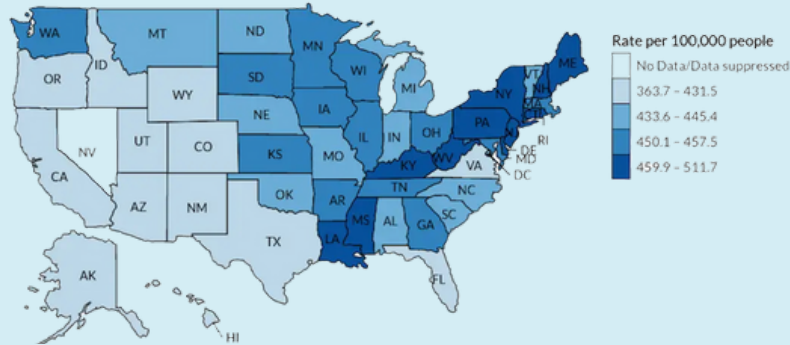 WA
MT
ND
MN
ME
OR
ID
SD
WI
VT
NH
NY
MA
WY
MI
CT
RI
NE
IA
PA
NJ
NV
UT
CO
IL
IN
OH
DE
MD
DC
CA
KS
MO
KY
WV
VA
AZ
NM
OK
AR
TN
NC
SC
MS
AL
GA
TX
LA
FL
AK
HI
Rate per 100,000 people
No Data/Data suppressed
363.7 – 431.5
433.6 – 445.4
450.1 – 457.5
459.9 – 511.7